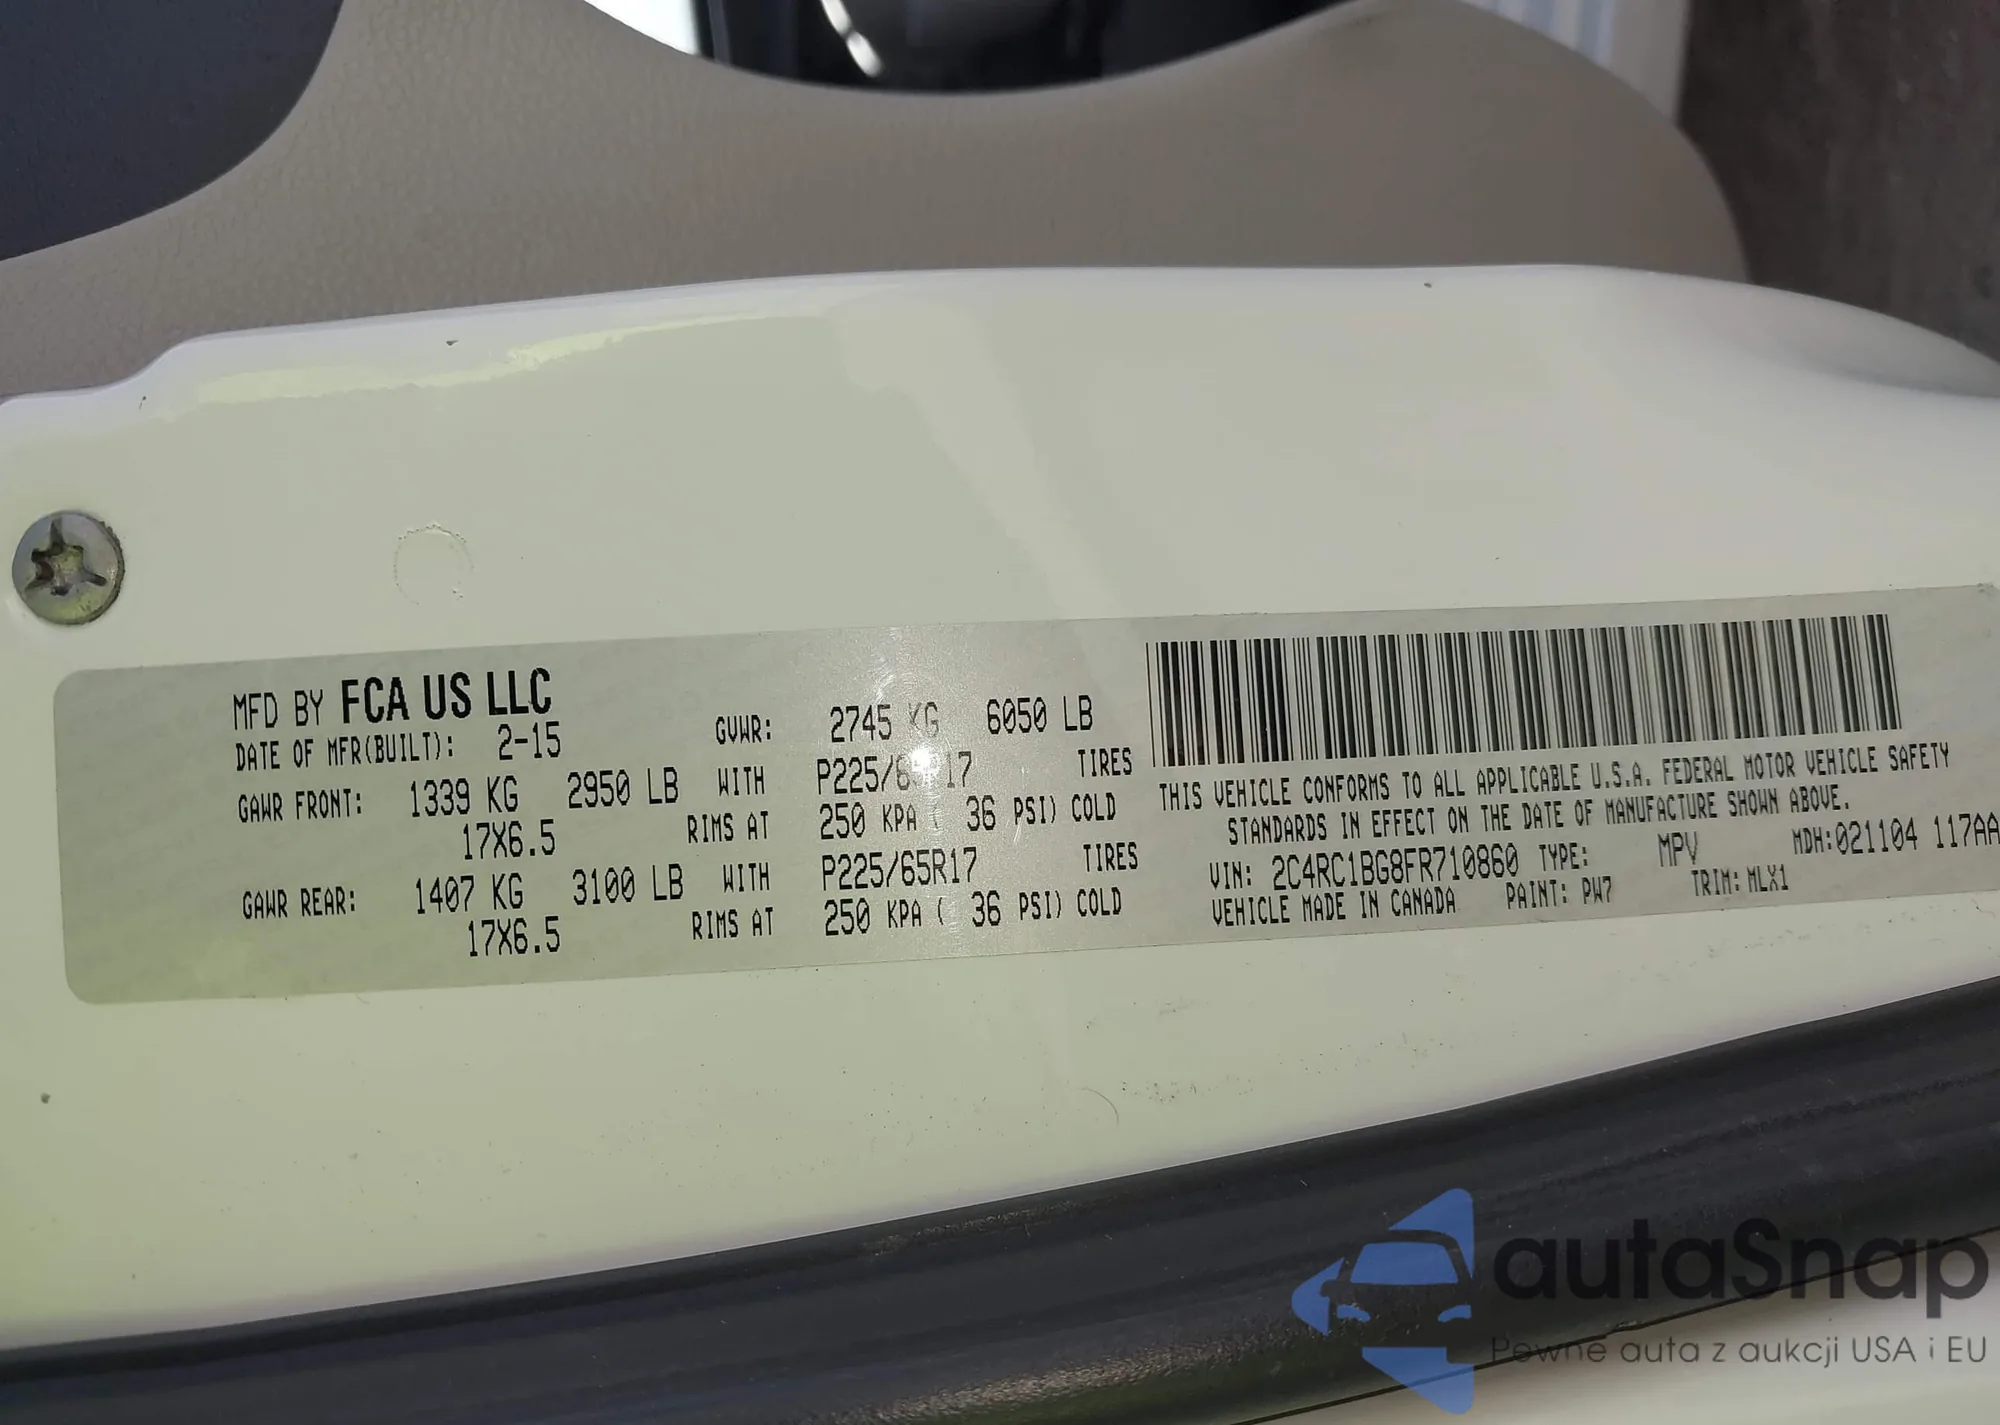 MFD BY FCA US LLC
DATE OF MFR(BUILT): 2-15 GVWR: 2745 KG 6050 LB
GAWR FRONT: 1339 KG 2950 LB WITH P225/65R17 TIRES
17X6.5 RIMS AT 250 KPA ( 36 PSI) COLD
GAWR REAR: 1407 KG 3100 LB WITH P225/65R17 TIRES
17X6.5 RIMS AT 250 KPA ( 36 PSI) COLD
THIS VEHICLE CONFORMS TO ALL APPLICABLE U.S.A. FEDERAL MOTOR VEHICLE SAFETY
STANDARDS IN EFFECT ON THE DATE OF MANUFACTURE SHOWN ABOVE.
VIN: 2C4RC1BG8FR710860 TYPE: MPV MDH:021104 117AA
VEHICLE MADE IN CANADA PAINT: PW7 TRIM: MLX1
autaSnap
Pewne auta z aukcji USA i EU